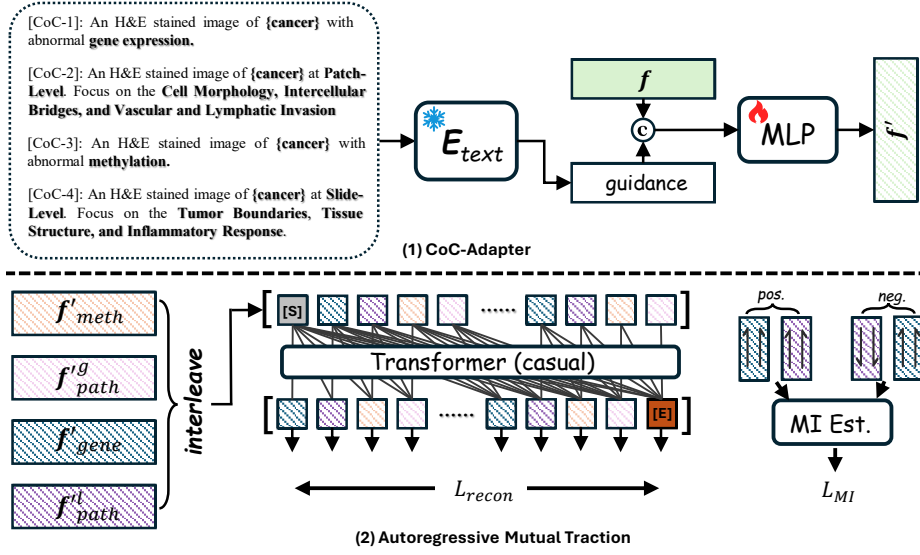 [CoC-1]: An H&E stained image of {cancer} with
abnormal gene expression.
[CoC-2]: An H&E stained image of {cancer} at Patch-
Level. Focus on the Cell Morphology, Intercellular
Bridges, and Vascular and Lymphatic Invasion
[CoC-3]: An H&E stained image of {cancer} with
abnormal methylation.
[CoC-4]: An H&E stained image of {cancer} at Slide-
Level. Focus on the Tumor Boundaries, Tissue
Structure, and Inflammatory Response.
E_text
f
c
guidance
MLP
f'
(1) CoC-Adapter
f'_meth
f'^g_path
f'_gene
f'^l_path
interleave
[S]
......
Transformer (casual)
......
[E]
L_recon
pos.
neg.
MI Est.
L_MI
(2) Autoregressive Mutual Traction